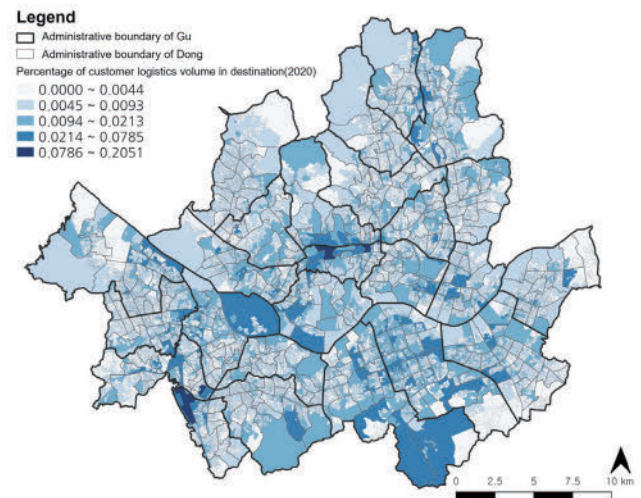 Legend
Administrative boundary of Gu
Administrative boundary of Dong
Percentage of customer logistics volume in destination(2020)
0.0000 ~ 0.0044
0.0045 ~ 0.0093
0.0094 ~ 0.0213
0.0214 ~ 0.0785
0.0786 ~ 0.2051
0 2.5 5 7.5 10 km